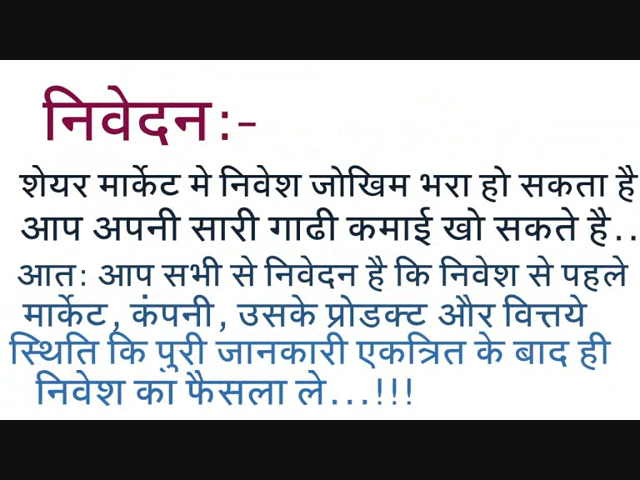 निवेदन:-
शेयर मार्केट मे निवेश जोखिम भरा हो सकता है
आप अपनी सारी गाढी कमाई खो सकते है..
आत: आप सभी से निवेदन है कि निवेश से पहले
मार्केट, कंपनी, उसके प्रोडक्ट और वित्तये
स्थिति कि पुरी जानकारी एकत्रित के बाद ही
निवेश का फैसला ले...!!!